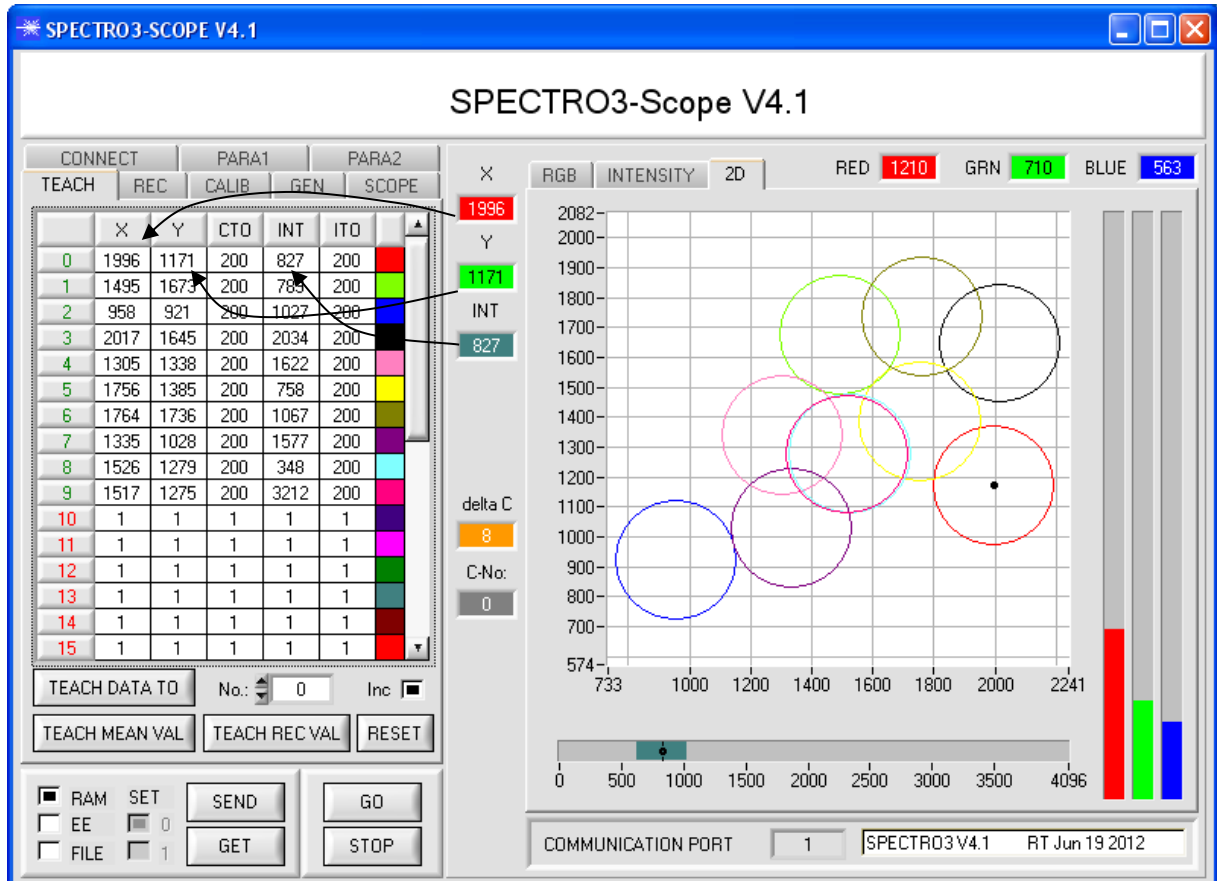 SPECTRO3-SCOPE V4.1
SPECTRO3-Scope V4.1
CONNECT PARA1 PARA2
TEACH REC CALIB GEN SCOPE
X Y CTO INT ITO
0 1996 1171 200 827 200
1 1495 1673 200 789 200
2 958 921 200 1027 200
3 2017 1645 200 2034 200
4 1305 1338 200 1622 200
5 1756 1385 200 758 200
6 1764 1736 200 1067 200
7 1335 1028 200 1577 200
8 1526 1279 200 348 200
9 1517 1275 200 3212 200
10 1 1 1 1 1
11 1 1 1 1 1
12 1 1 1 1 1
13 1 1 1 1 1
14 1 1 1 1 1
15 1 1 1 1 1
TEACH DATA TO No.: 0 Inc
TEACH MEAN VAL TEACH REC VAL RESET
RAM SET
EE 0
FILE 1
SEND
GET
GO
STOP
X
1996
Y
1171
INT
827
delta C
8
C-No:
0
RGB INTENSITY 2D
RED 1210 GRN 710 BLUE 563
2082
2000
1900
1800
1700
1600
1500
1400
1300
1200
1100
1000
900
800
700
574
733 1000 1200 1400 1600 1800 2000 2241
0 500 1000 1500 2000 2500 3000 3500 4096
COMMUNICATION PORT 1 SPECTRO3 V4.1 RT Jun 19 2012